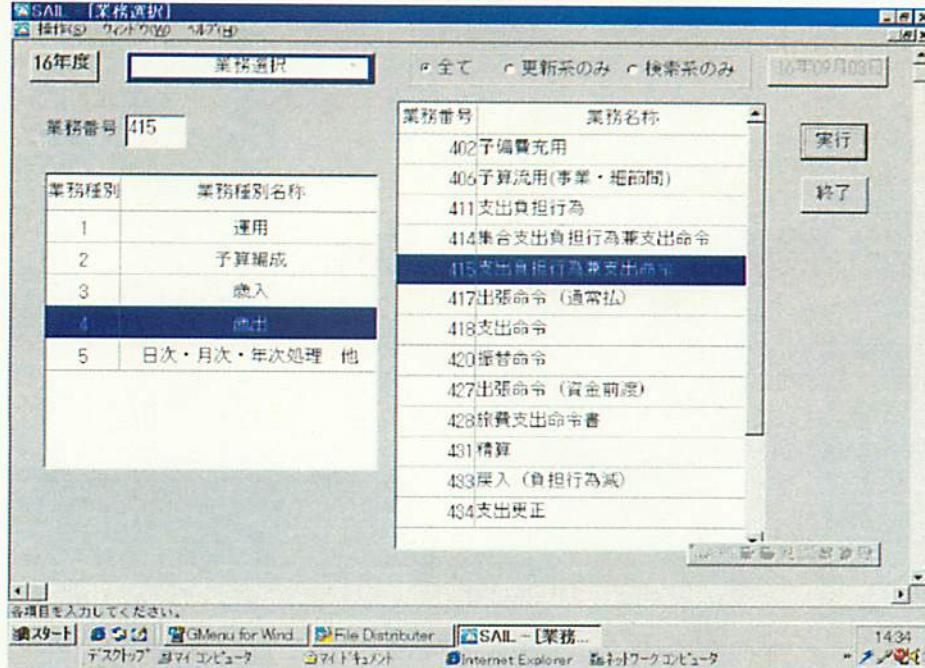 SAIL - [業務選択]
操作(S) ウィンドウ(W) ヘルプ(H)
16年度
業務選択
全て 更新系のみ 検索系のみ
16年09月03日
業務番号 415
業務種別 業務種別名称
1 運用
2 予算編成
3 歳入
4 歳出
5 日次・月次・年次処理 他
業務番号 業務名称
402 予備費充用
406 予算流用(事業・細節間)
411 支出負担行為
414 集合支出負担行為兼支出命令
415 支出負担行為兼支出命令
417 出張命令 (通常払)
418 支出命令
420 振替命令
427 出張命令 (資金前渡)
428 旅費支出命令書
431 精算
433 戻入 (負担行為減)
434 支出更正
実行
終了
各項目を入力してください。
スタート GMenu for Wind... File Distributer SAIL - [業務... 14:34
デスクトップ マイ コンピュータ マイ ドキュメント Internet Explorer ネットワーク コンピュータ